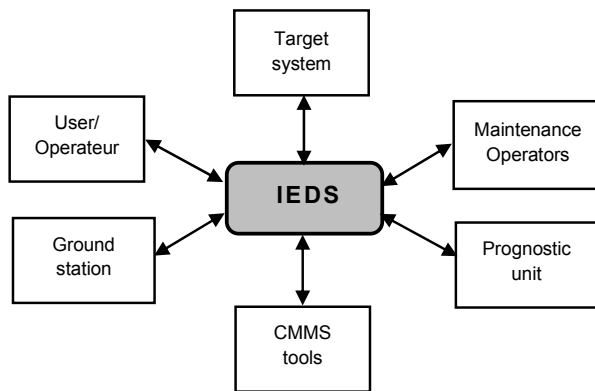 Target
system
User/
Operateur
Maintenance
Operators
IEDS
Ground
station
Prognostic
unit
CMMS
tools